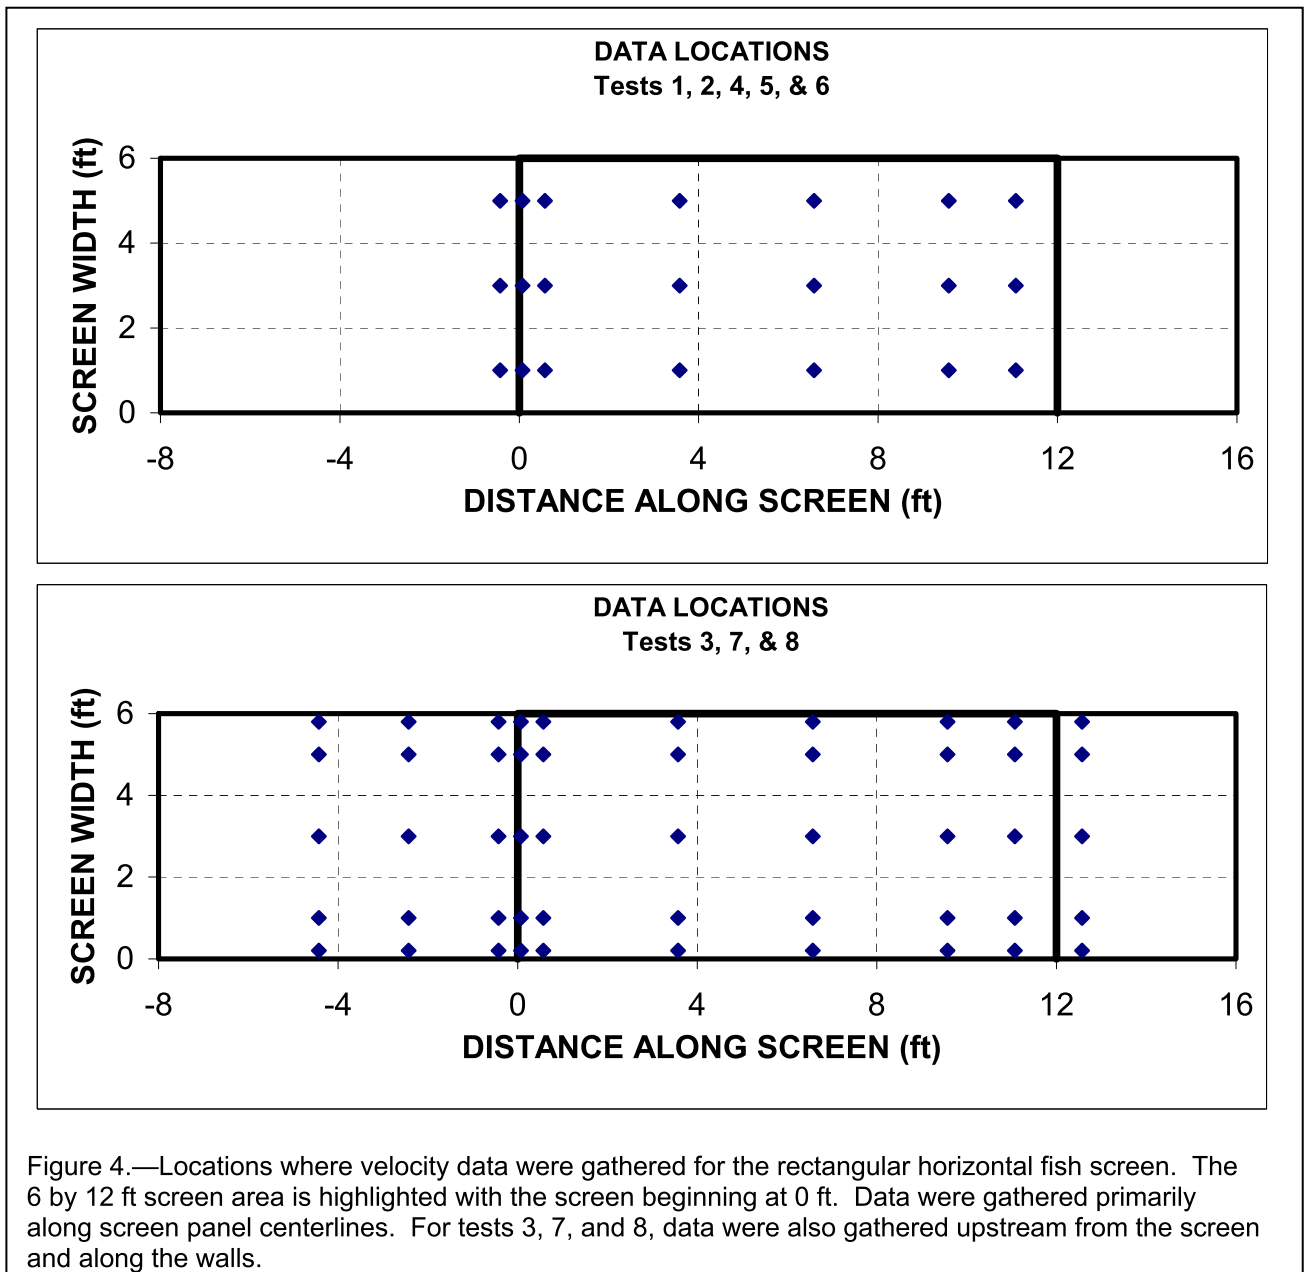 DATA LOCATIONS
Tests 1, 2, 4, 5, & 6
SCREEN WIDTH (ft)
6
4
2
0
-8 -4 0 4 8 12 16
DISTANCE ALONG SCREEN (ft)
DATA LOCATIONS
Tests 3, 7, & 8
SCREEN WIDTH (ft)
6
4
2
0
-8 -4 0 4 8 12 16
DISTANCE ALONG SCREEN (ft)
Figure 4.—Locations where velocity data were gathered for the rectangular horizontal fish screen. The
6 by 12 ft screen area is highlighted with the screen beginning at 0 ft. Data were gathered primarily
along screen panel centerlines. For tests 3, 7, and 8, data were also gathered upstream from the screen
and along the walls.